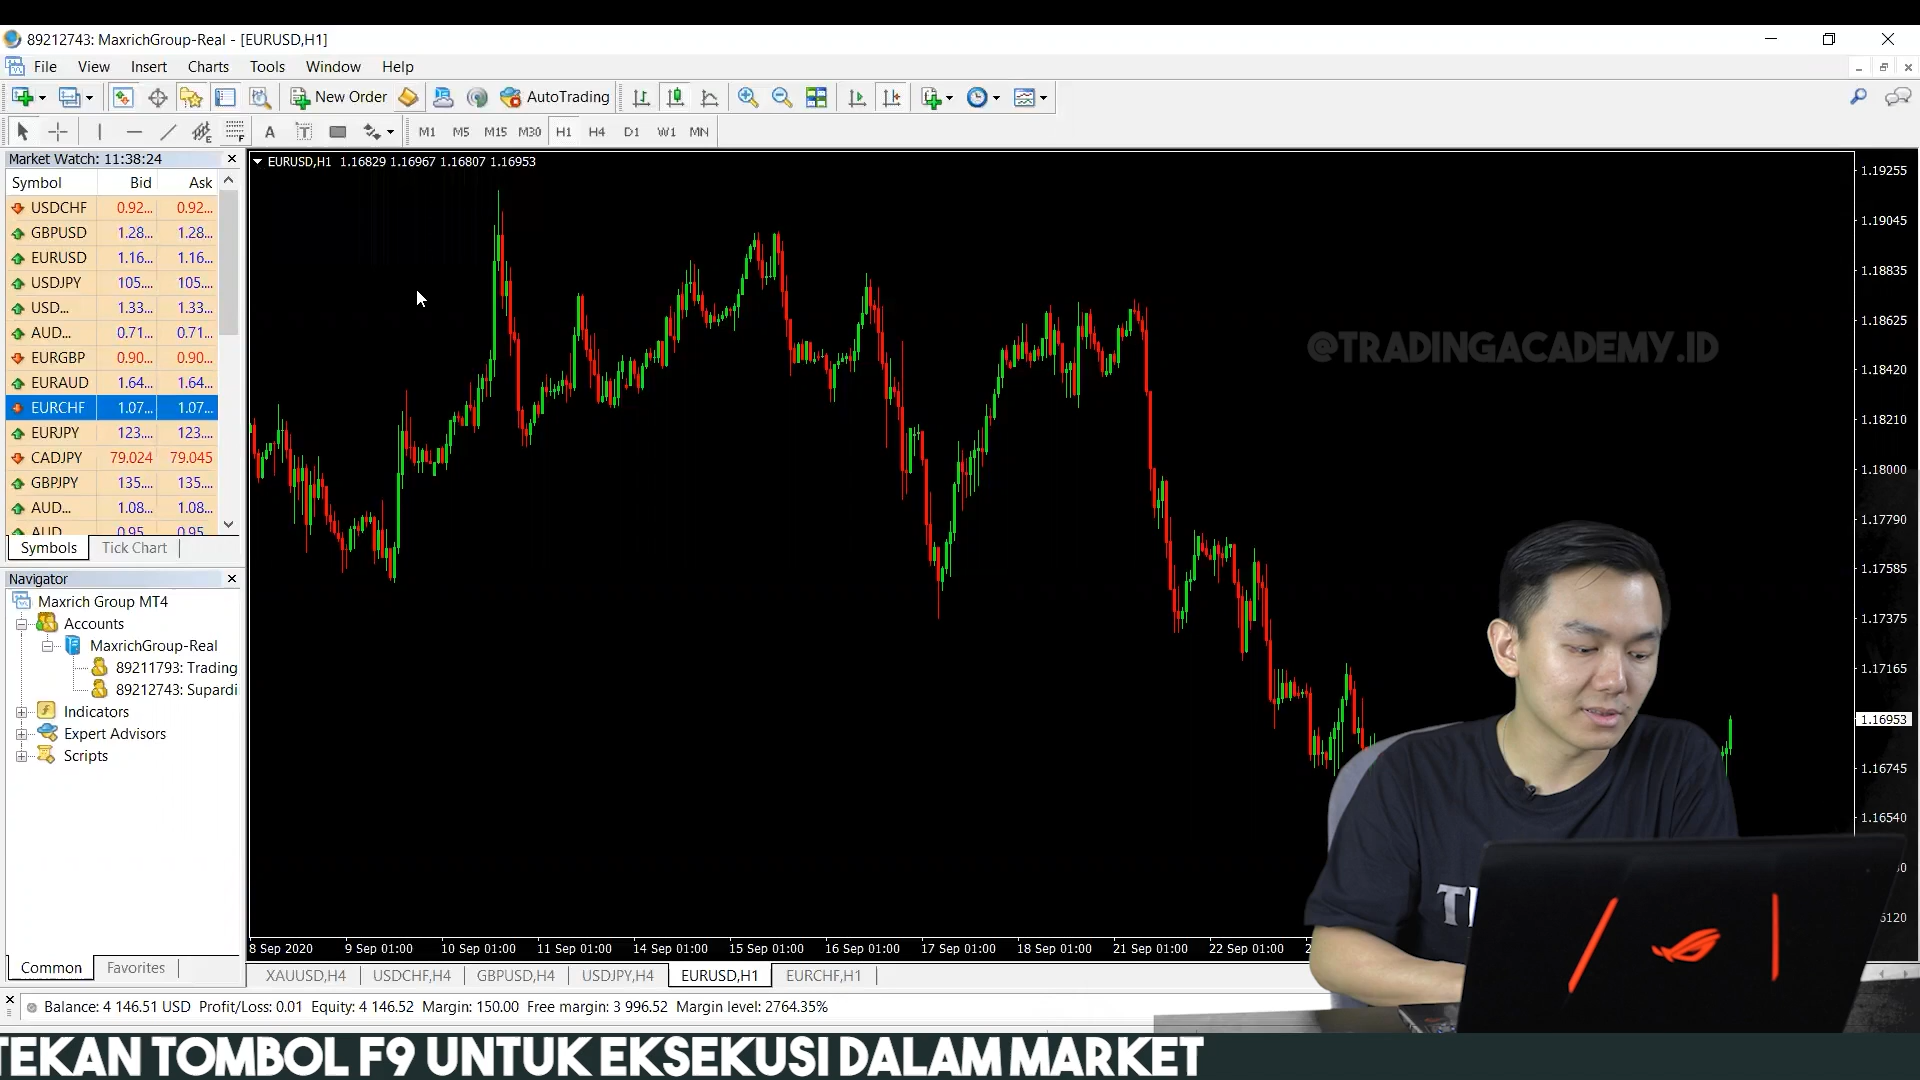 89212743: MaxrichGroup-Real - [EURUSD,H1]
File View Insert Charts Tools Window Help
New Order AutoTrading
A T M1 M5 M15 M30 H1 H4 D1 W1 MN
Market Watch: 11:38:24
Symbol Bid Ask
USDCHF 0.92... 0.92...
GBPUSD 1.28... 1.28...
EURUSD 1.16... 1.16...
USDJPY 105.... 105....
USD... 1.33... 1.33...
AUD... 0.71... 0.71...
EURGBP 0.90... 0.90...
EURAUD 1.64... 1.64...
EURCHF 1.07... 1.07...
EURJPY 123.... 123....
CADJPY 79.024 79.045
GBPJPY 135.... 135....
AUD... 1.08... 1.08...
AUD 0.95 0.95
Symbols Tick Chart
Navigator
Maxrich Group MT4
Accounts
MaxrichGroup-Real
89211793: Trading
89212743: Supardi
Indicators
Expert Advisors
Scripts
Common Favorites
EURUSD,H1 1.16829 1.16967 1.16807 1.16953
@TRADINGACADEMY.ID
1.19255
1.19045
1.18835
1.18625
1.18420
1.18210
1.18000
1.17790
1.17585
1.17375
1.17165
1.16953
1.16745
1.16540
8 Sep 2020 9 Sep 01:00 10 Sep 01:00 11 Sep 01:00 14 Sep 01:00 15 Sep 01:00 16 Sep 01:00 17 Sep 01:00 18 Sep 01:00 21 Sep 01:00 22 Sep 01:00
XAUUSD,H4 USDCHF,H4 GBPUSD,H4 USDJPY,H4 EURUSD,H1 EURCHF,H1
Balance: 4 146.51 USD Profit/Loss: 0.01 Equity: 4 146.52 Margin: 150.00 Free margin: 3 996.52 Margin level: 2764.35%
TEKAN TOMBOL F9 UNTUK EKSEKUSI DALAM MARKET